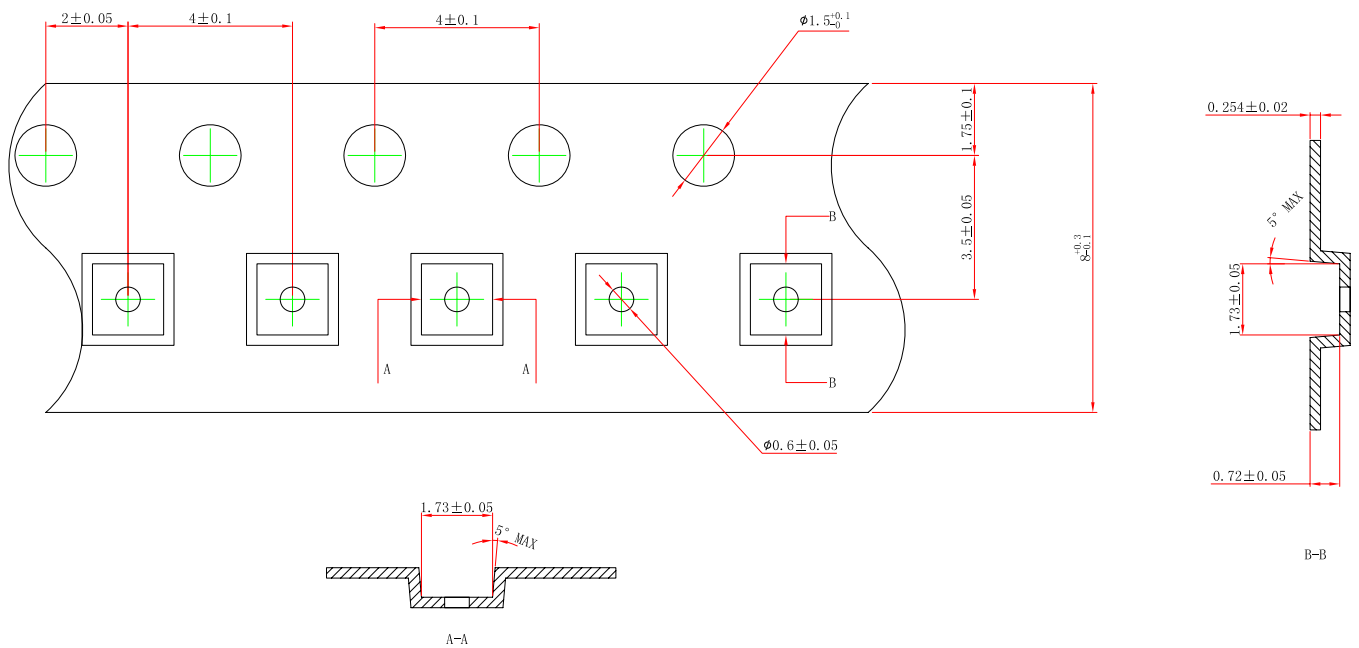 2±0.05
4±0.1
4±0.1
φ1.5+0.1-0
1.75±0.1
3.5±0.05
8+0.3-0.1
B
B
A
A
φ0.6±0.05
0.254±0.02
5° MAX
1.73±0.05
0.72±0.05
B-B
1.73±0.05
5° MAX
A-A